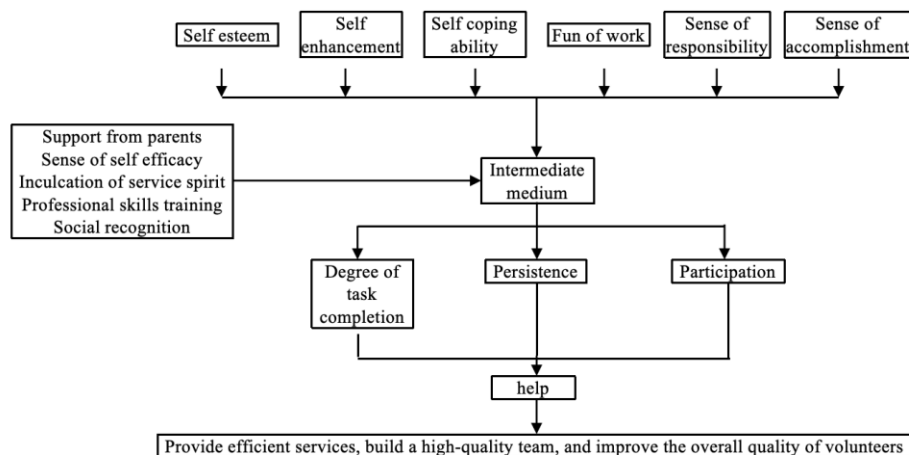 Self esteem
Self
enhancement
Self coping
ability
Fun of work
Sense of
responsibility
Sense of
accomplishment
Support from parents
Sense of self efficacy
Inculcation of service spirit
Professional skills training
Social recognition
Intermediate
medium
Degree of
task
completion
Persistence
Participation
help
Provide efficient services, build a high-quality team, and improve the overall quality of volunteers